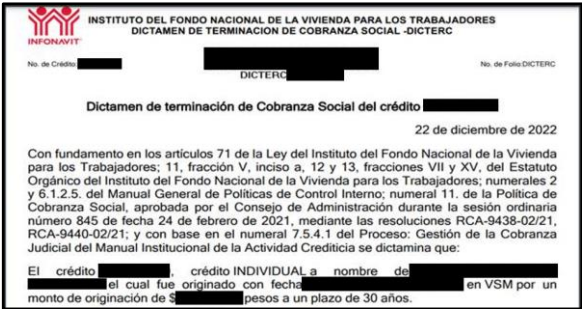 INSTITUTO DEL FONDO NACIONAL DE LA VIVIENDA PARA LOS TRABAJADORES
DICTAMEN DE TERMINACION DE COBRANZA SOCIAL -DICTERC
INFONAVIT
No. de Crédito:
No. de Folio:DICTERC
DICTERC
Dictamen de terminación de Cobranza Social del crédito
22 de diciembre de 2022
Con fundamento en los artículos 71 de la Ley del Instituto del Fondo Nacional de la Vivienda
para los Trabajadores; 11, fracción V, inciso a, 12 y 13, fracciones VII y XV, del Estatuto
Orgánico del Instituto del Fondo Nacional de la Vivienda para los Trabajadores; numerales 2
y 6.1.2.5. del Manual General de Políticas de Control Interno; numeral 11. de la Política de
Cobranza Social, aprobada por el Consejo de Administración durante la sesión ordinaria
número 845 de fecha 24 de febrero de 2021, mediante las resoluciones RCA-9438-02/21,
RCA-9440-02/21; y con base en el numeral 7.5.4.1 del Proceso: Gestión de la Cobranza
Judicial del Manual Institucional de la Actividad Crediticia se dictamina que:
El crédito , crédito INDIVIDUAL a nombre de
el cual fue originado con fecha en VSM por un
monto de originación de $ pesos a un plazo de 30 años.